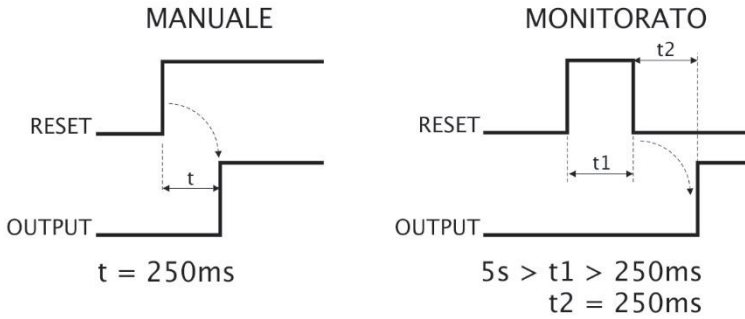 MANUALE
RESET
t
OUTPUT
t = 250ms
MONITORATO
t2
RESET
t1
OUTPUT
5s > t1 > 250ms
t2 = 250ms